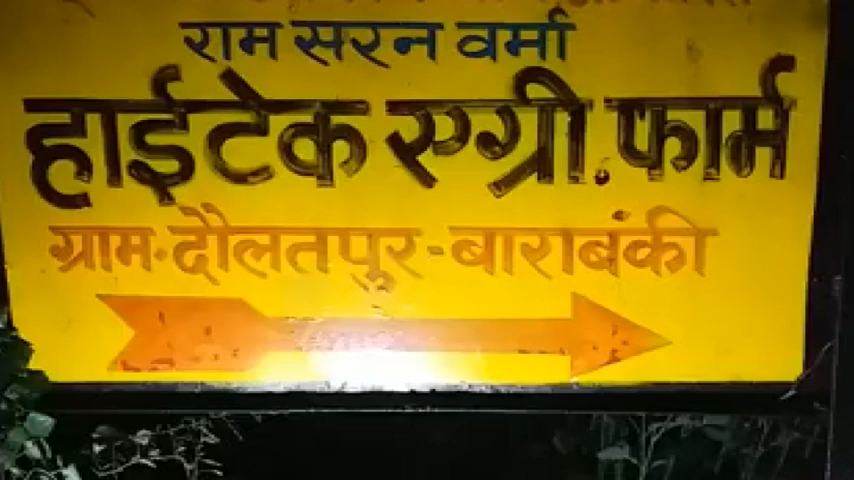 राम सरन वर्मा
हाईटेक एग्री. फार्म
ग्राम-दौलतपुर-बाराबंकी